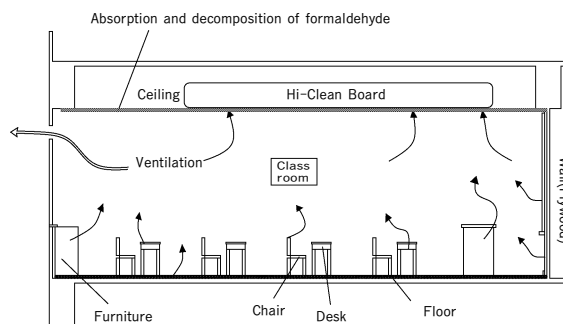 Absorption and decomposition of formaldehyde
Ceiling
Hi-Clean Board
Ventilation
Class
room
Furniture
Chair
Desk
Floor